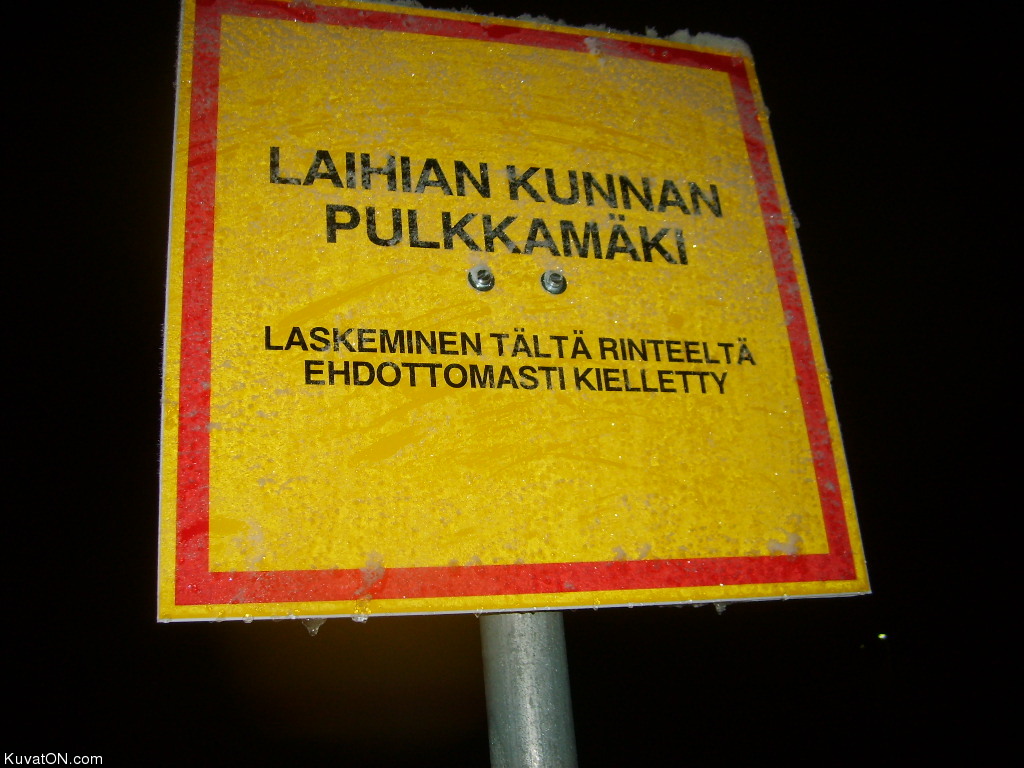 LAIHIAN KUNNAN
PULKKAMÄKI
LASKEMINEN TÄLTÄ RINTEELTÄ
EHDOTTOMASTI KIELLETTY
KuvatON.com